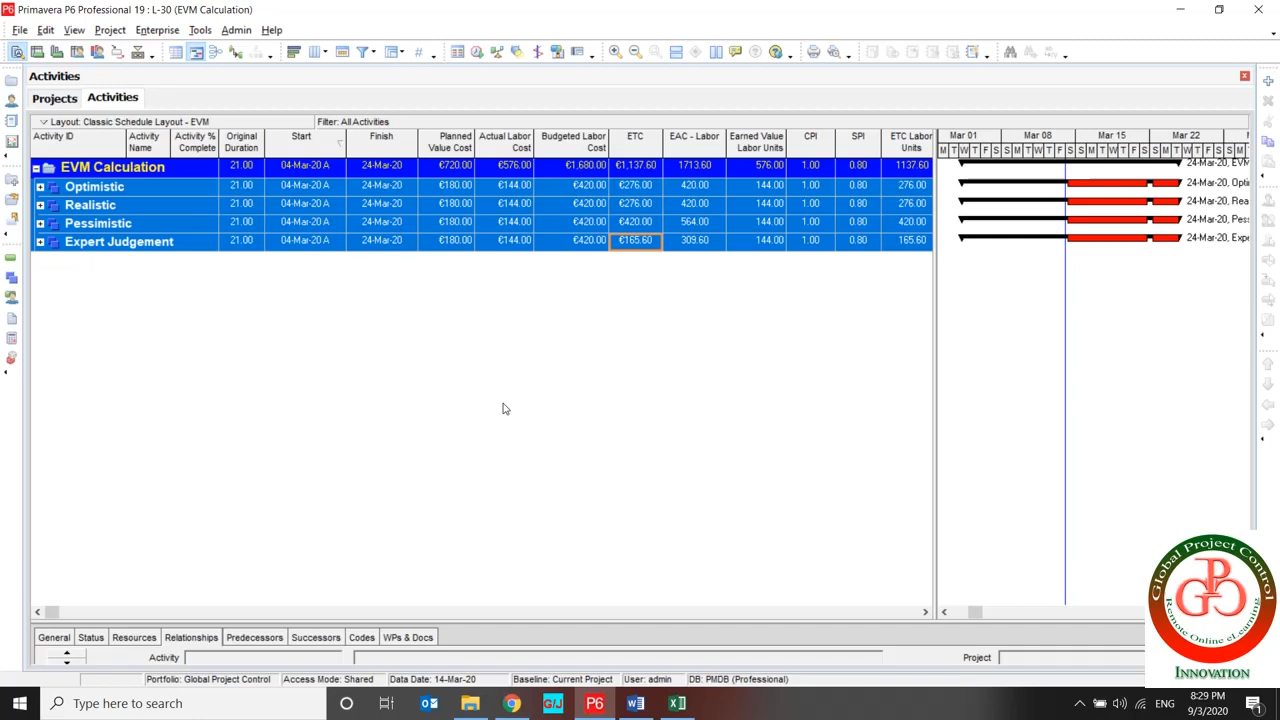 Primavera P6 Professional 19 : L-30 (EVM Calculation)
File Edit View Project Enterprise Tools Admin Help
Activities
Projects Activities
Layout: Classic Schedule Layout - EVM Filter: All Activities
Activity ID Activity Name Activity % Complete Original Duration Start Finish Planned Value Cost Actual Labor Cost Budgeted Labor Cost ETC EAC - Labor Earned Value Labor Units CPI SPI ETC Labor Units Mar 01 Mar 08 Mar 15 Mar 22
M T W T F S S M T W T F S S M T W T F S S M T W T F S
EVM Calculation 21.00 04-Mar-20 A 24-Mar-20 €720.00 €576.00 €1,680.00 €1,137.60 1713.60 576.00 1.00 0.80 1137.60 24-Mar-20, EVM
Optimistic 21.00 04-Mar-20 A 24-Mar-20 €180.00 €144.00 €420.00 €276.00 420.00 144.00 1.00 0.80 276.00 24-Mar-20, Opti
Realistic 21.00 04-Mar-20 A 24-Mar-20 €180.00 €144.00 €420.00 €276.00 420.00 144.00 1.00 0.80 276.00 24-Mar-20, Rea
Pessimistic 21.00 04-Mar-20 A 24-Mar-20 €180.00 €144.00 €420.00 €420.00 564.00 144.00 1.00 0.80 420.00 24-Mar-20, Pess
Expert Judgement 21.00 04-Mar-20 A 24-Mar-20 €180.00 €144.00 €420.00 €165.60 309.60 144.00 1.00 0.80 165.60 24-Mar-20, Expe
Global Project Control
GPC
Remote Online eLearning
INNOVATION
General Status Resources Relationships Predecessors Successors Codes WPs & Docs
Activity Project
Portfolio: Global Project Control Access Mode: Shared Data Date: 14-Mar-20 Baseline: Current Project User: admin DB: PMDB (Professional)
Type here to search
G/J P6 ENG 8:29 PM
9/3/2020